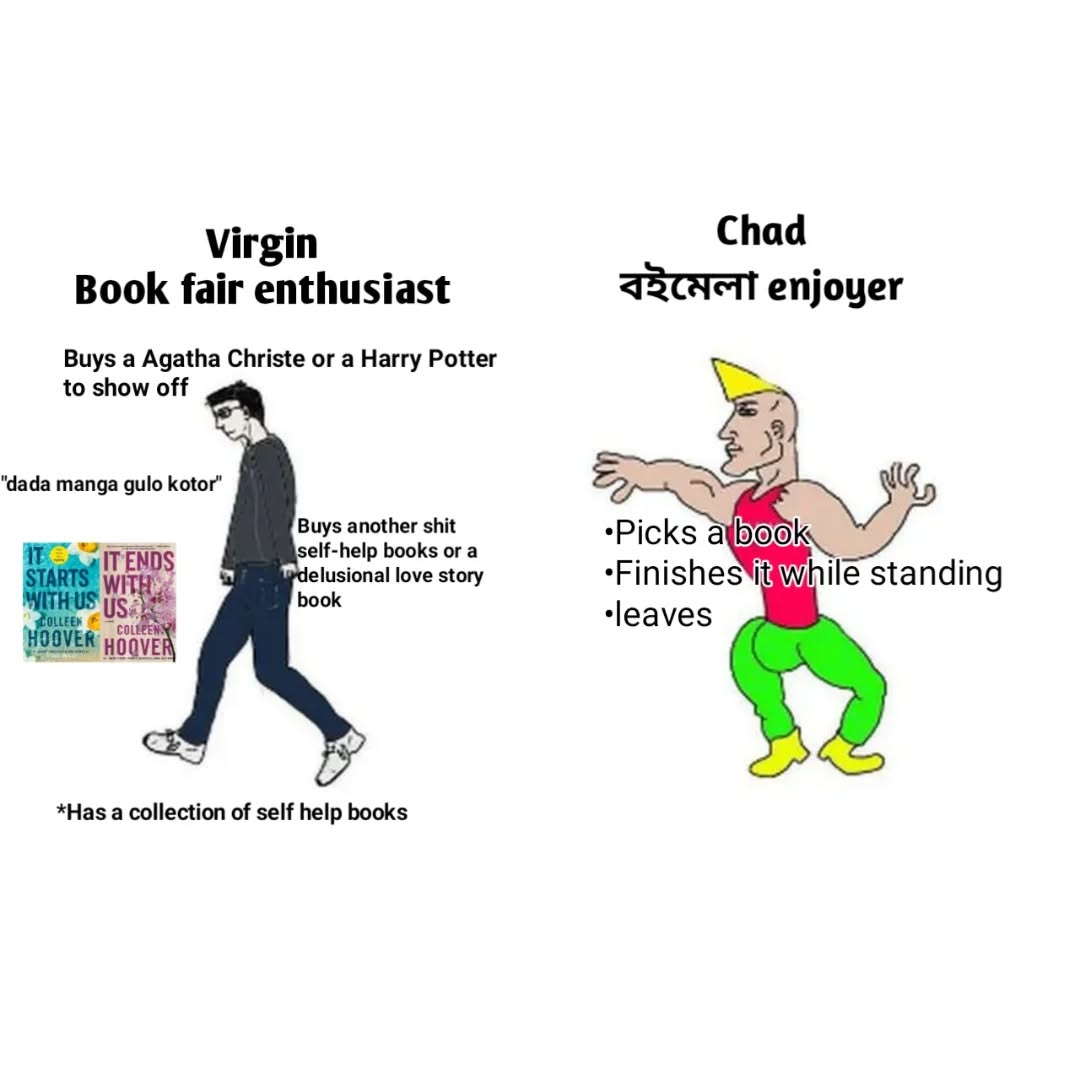 Virgin
Book fair enthusiast
Buys a Agatha Christe or a Harry Potter
to show off
"dada manga gulo kotor"
IT
STARTS
WITH US
COLLEEN
HOOVER
IT ENDS
WITH
US
COLLEEN
HOOVER
Buys another shit
self-help books or a
delusional love story
book
*Has a collection of self help books
Chad
বইমেলা enjoyer
•Picks a book
•Finishes it while standing
•leaves